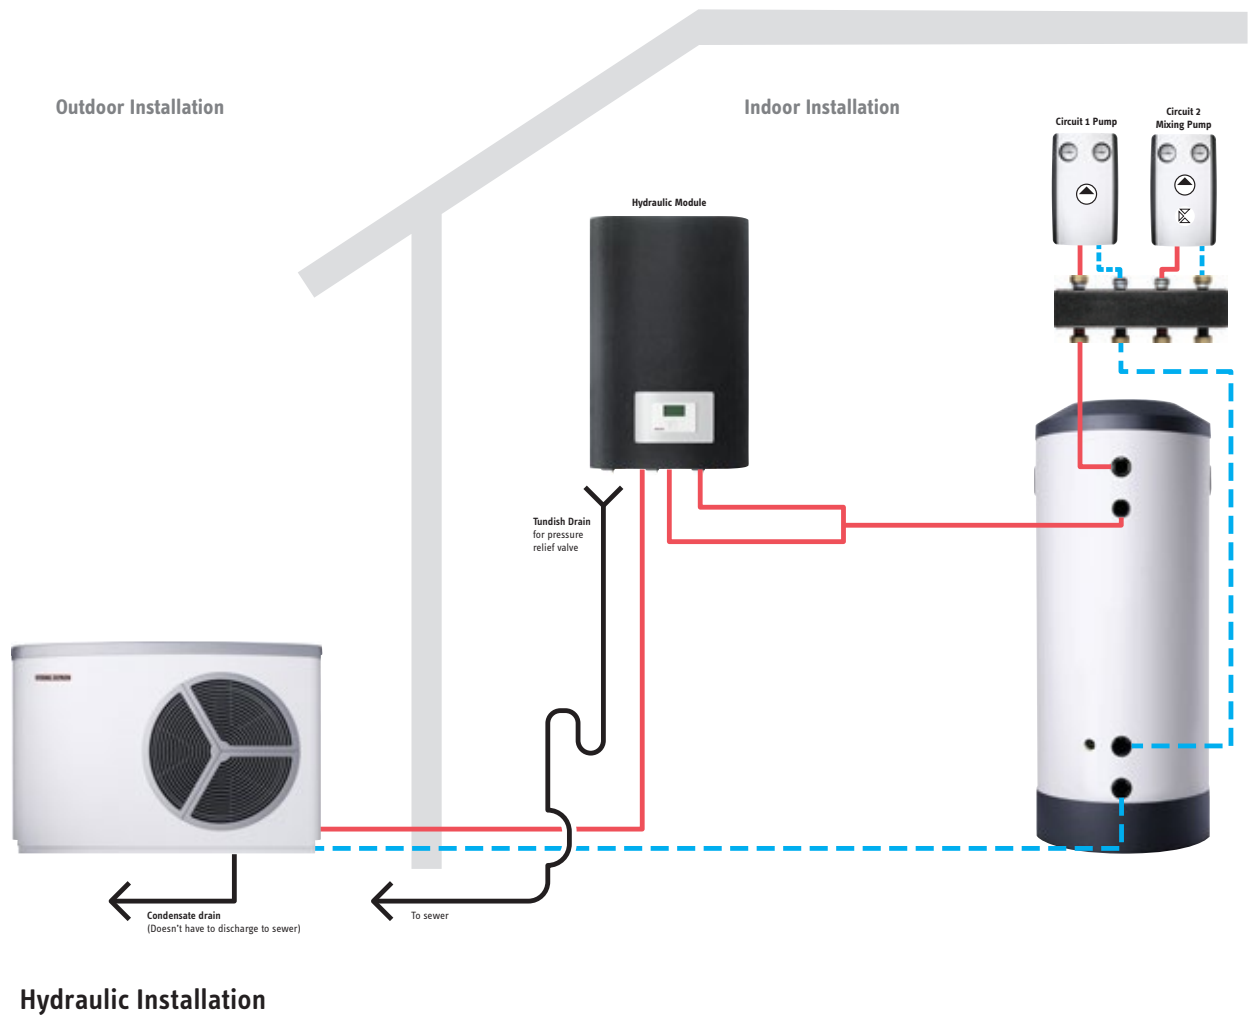 Outdoor Installation
Indoor Installation
Circuit 1 Pump
Circuit 2
Mixing Pump
Hydraulic Module
Tundish Drain
for pressure
relief valve
Condensate drain
(Doesn't have to discharge to sewer)
To sewer
Hydraulic Installation